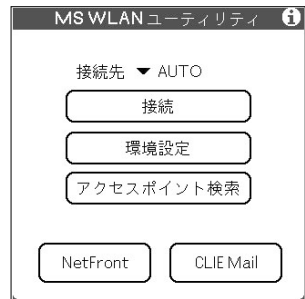 MS WLAN ユーティリティ
接続先 ▼ AUTO
接続
環境設定
アクセスポイント検索
NetFront CLIE Mail